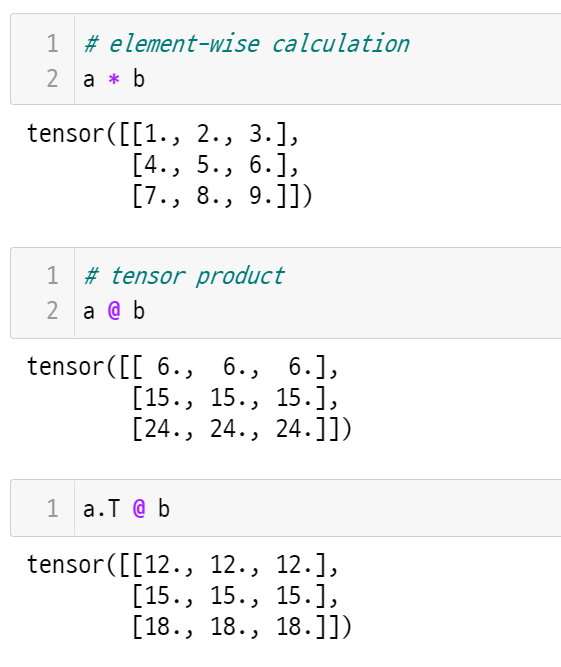 1 # element-wise calculation
2 a * b
tensor([[1., 2., 3.],
        [4., 5., 6.],
        [7., 8., 9.]])
1 # tensor product
2 a @ b
tensor([[ 6.,  6.,  6.],
        [15., 15., 15.],
        [24., 24., 24.]])
1 a.T @ b
tensor([[12., 12., 12.],
        [15., 15., 15.],
        [18., 18., 18.]])